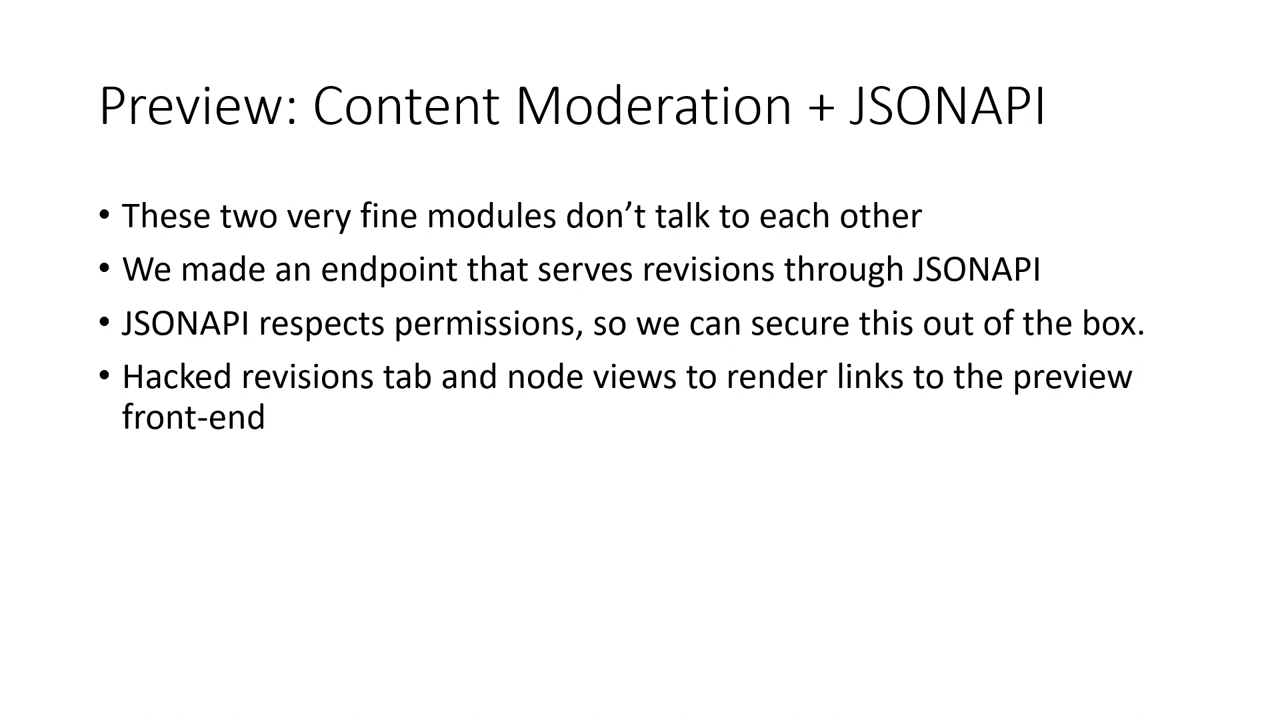 Preview: Content Moderation + JSONAPI
• These two very fine modules don’t talk to each other
• We made an endpoint that serves revisions through JSONAPI
• JSONAPI respects permissions, so we can secure this out of the box.
• Hacked revisions tab and node views to render links to the preview
front-end